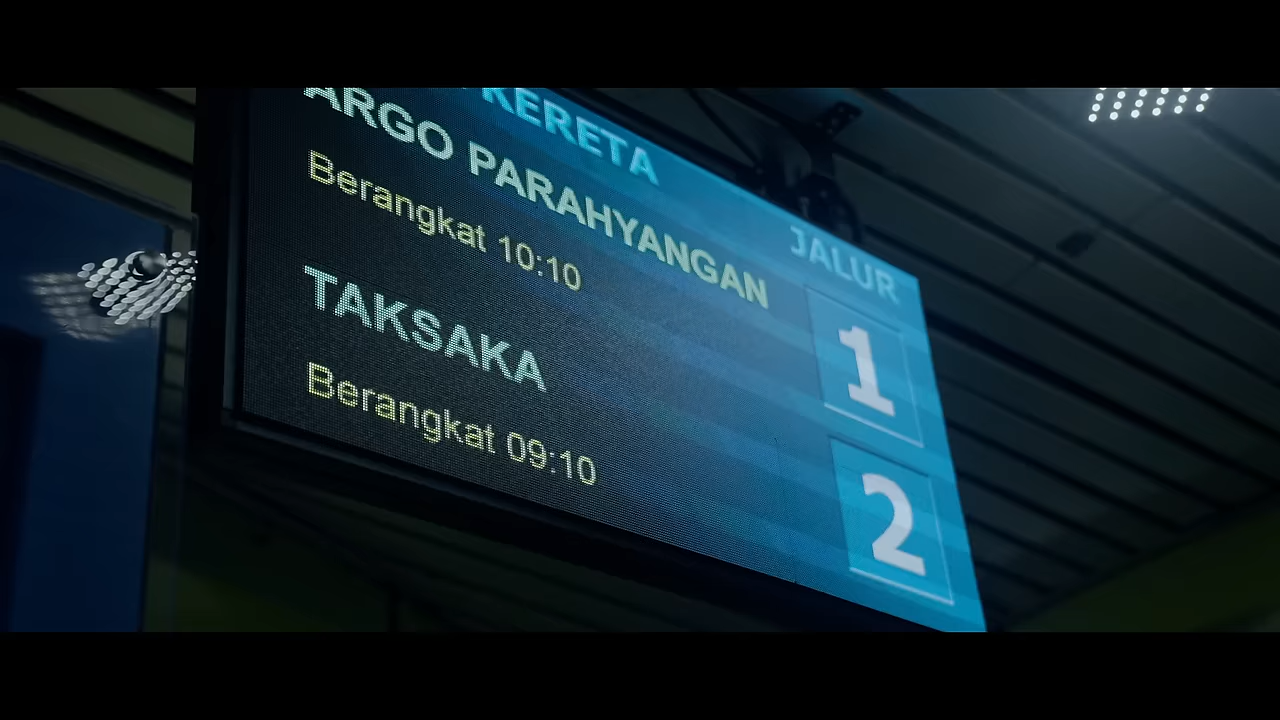 KERETA
JALUR
ARGO PARAHYANGAN
1
Berangkat 10:10
TAKSAKA
2
Berangkat 09:10